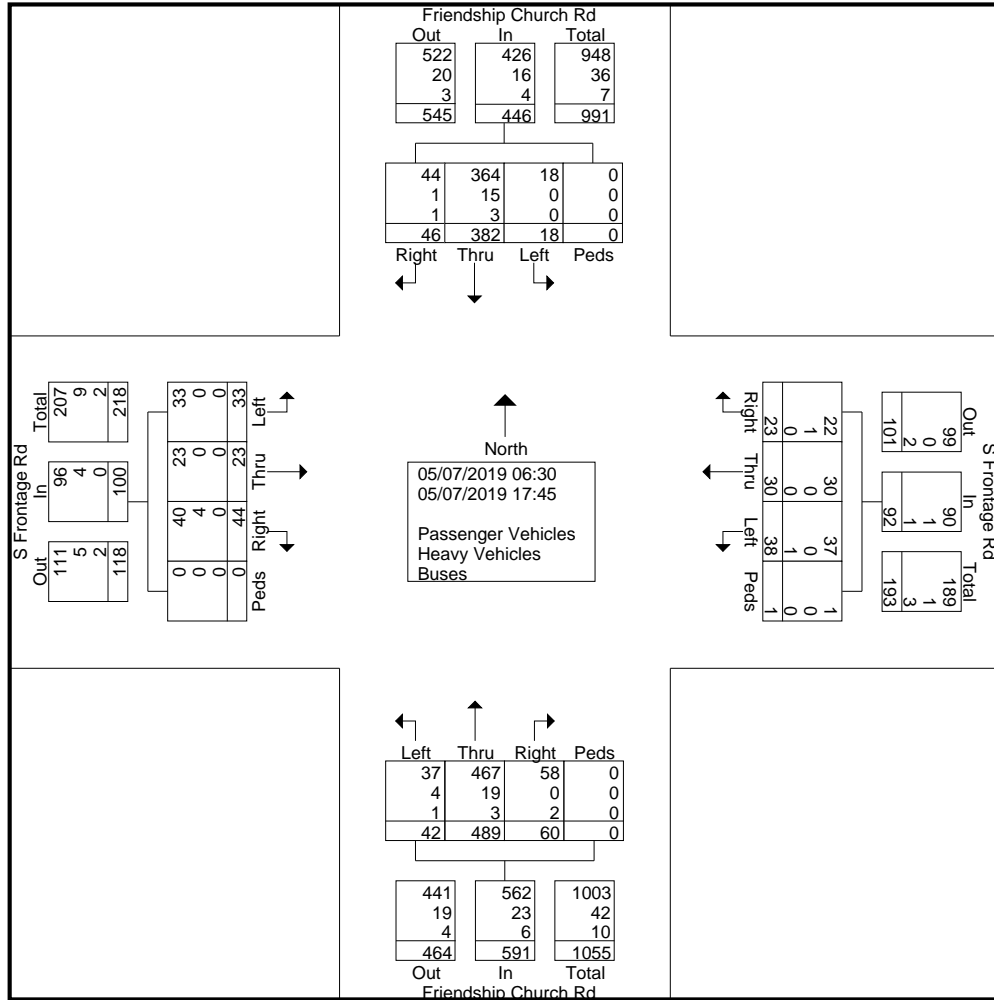 Friendship Church Rd
Out In Total
522 426 948
20 16 36
3 4 7
545 446 991
44 364 18 0
1 15 0 0
1 3 0 0
46 382 18 0
Right Thru Left Peds
S Frontage Rd
Total In Out
207 96 111
9 4 5
2 0 2
218 100 118
33 23 40 0
0 0 4 0
0 0 0 0
33 23 44 0
Left Thru Right Peds
North
05/07/2019 06:30
05/07/2019 17:45
Passenger Vehicles
Heavy Vehicles
Buses
Right Thru Left Peds
23 30 38 1
0 0 1 0
1 0 0 0
22 30 37 1
S Frontage Rd
Out In Total
99 90 189
0 1 1
2 1 3
101 92 193
Left Thru Right Peds
37 467 58 0
4 19 0 0
1 3 2 0
42 489 60 0
441 562 1003
19 23 42
4 6 10
464 591 1055
Out In Total
Friendship Church Rd